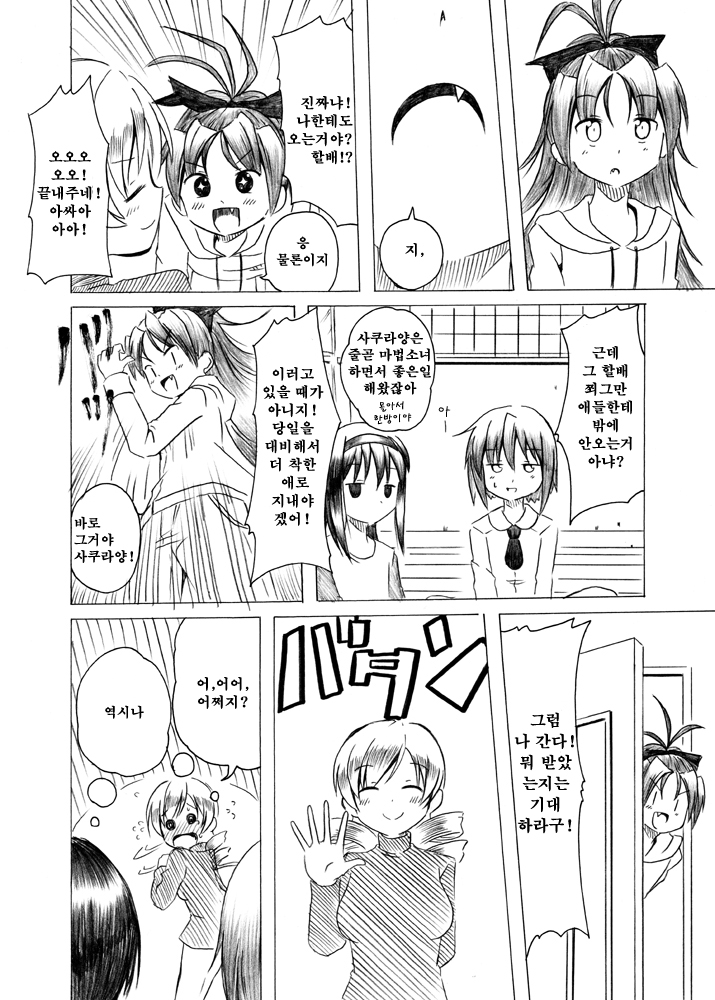 지,
진짜냐!
나한테도
오는거야?
할배!?
응
물론이지
오오오
오오!
끝내주네!
아싸아
아아!
근데
그 할배
쬐그만
애들한테
밖에
안오는거
아냐?
아
사쿠라양은
줄곧 마법소녀
하면서 좋은일
해왔잖아
몰아서
한방이야
이러고
있을 때가
아니지!
당일을
대비해서
더 착한
애로
지내야
겠어!
바로
그거야
사쿠라양!
그럼
나 간다!
뭐 받았
는지는
기대
하라구!
バタン
어,어어,
어쩌지?
역시나